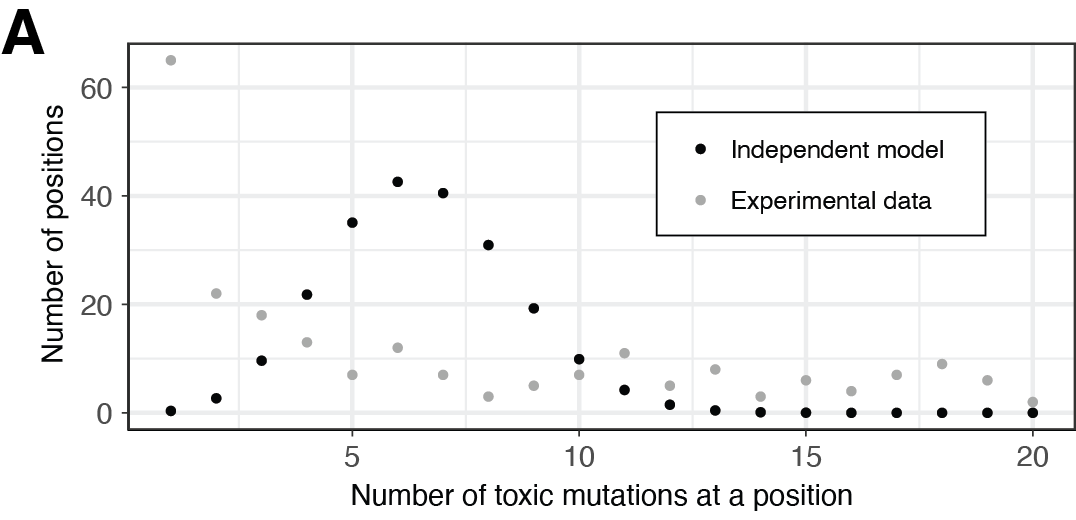 A
Number of positions
60
40
20
0
Independent model
Experimental data
5 10 15 20
Number of toxic mutations at a position